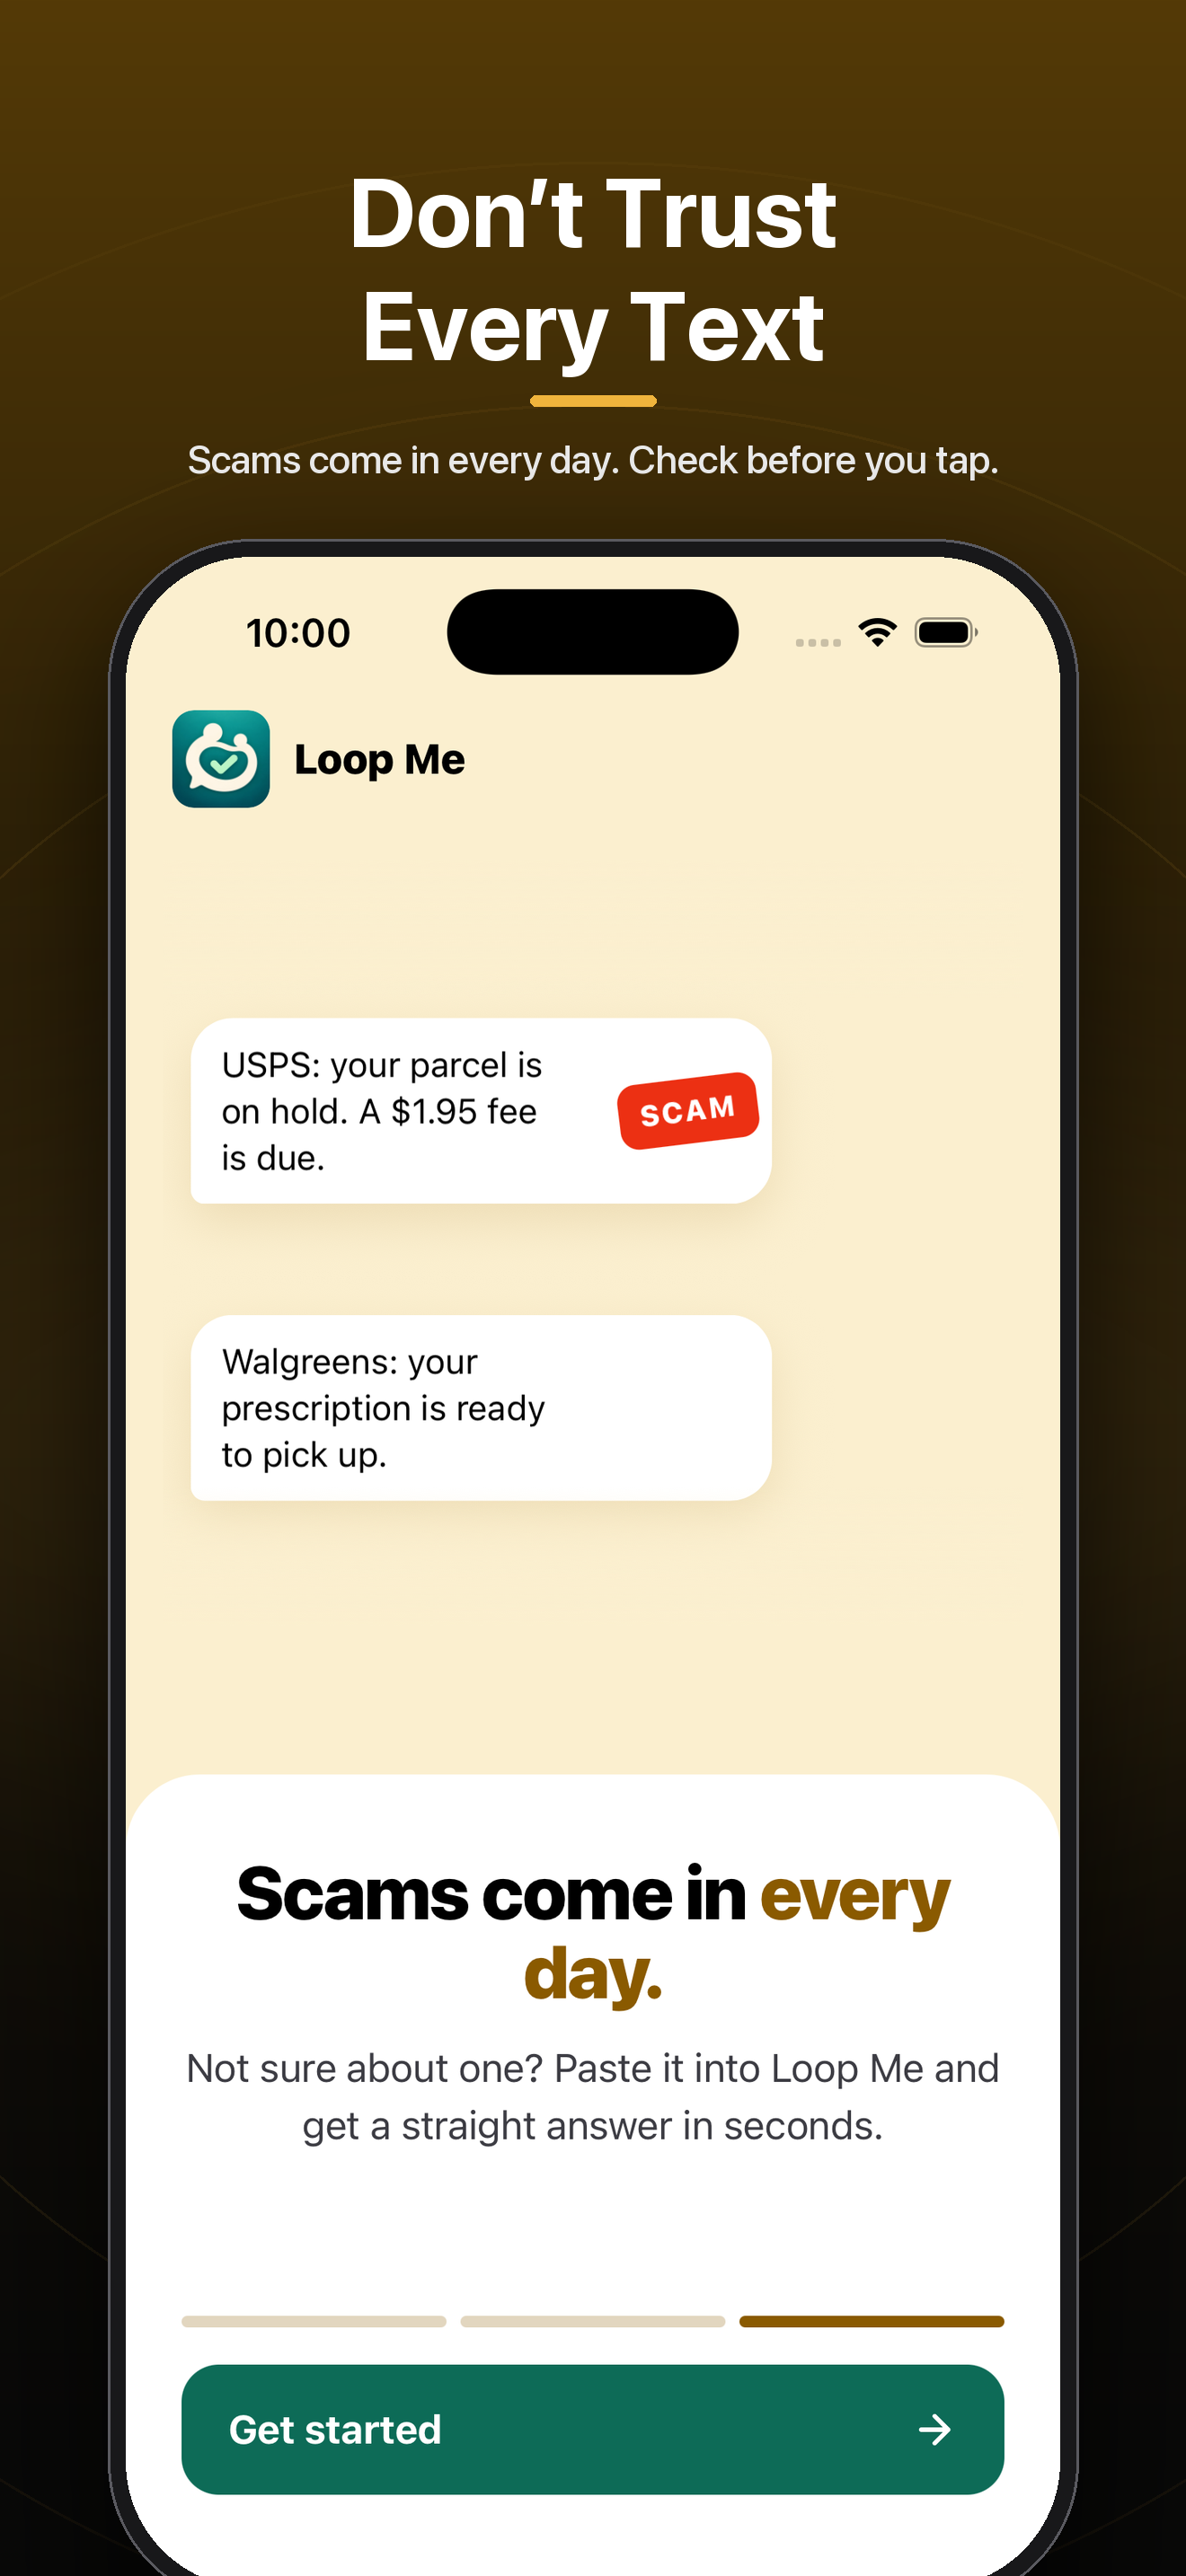 Don’t Trust
Every Text
Scams come in every day. Check before you tap.
10:00
Loop Me
USPS: your parcel is
on hold. A $1.95 fee
is due.
SCAM
Walgreens: your
prescription is ready
to pick up.
Scams come in every
day.
Not sure about one? Paste it into Loop Me and
get a straight answer in seconds.
Get started